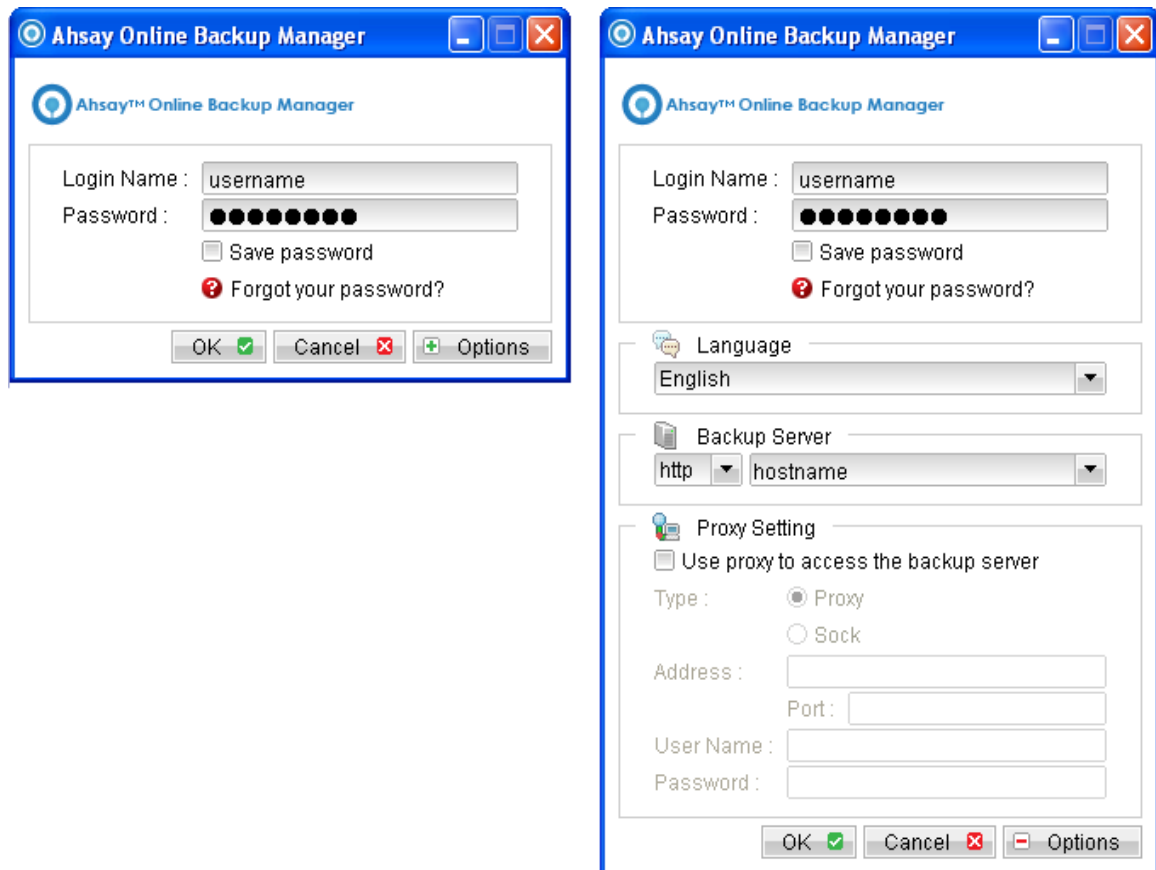 Ahsay Online Backup Manager
Ahsay™ Online Backup Manager
Login Name : username
Password : ●●●●●●●●
Save password
Forgot your password?
OK Cancel Options
Ahsay Online Backup Manager
Ahsay™ Online Backup Manager
Login Name : username
Password : ●●●●●●●●
Save password
Forgot your password?
Language
English
Backup Server
http hostname
Proxy Setting
Use proxy to access the backup server
Type : Proxy
Sock
Address :
Port :
User Name :
Password :
OK Cancel Options